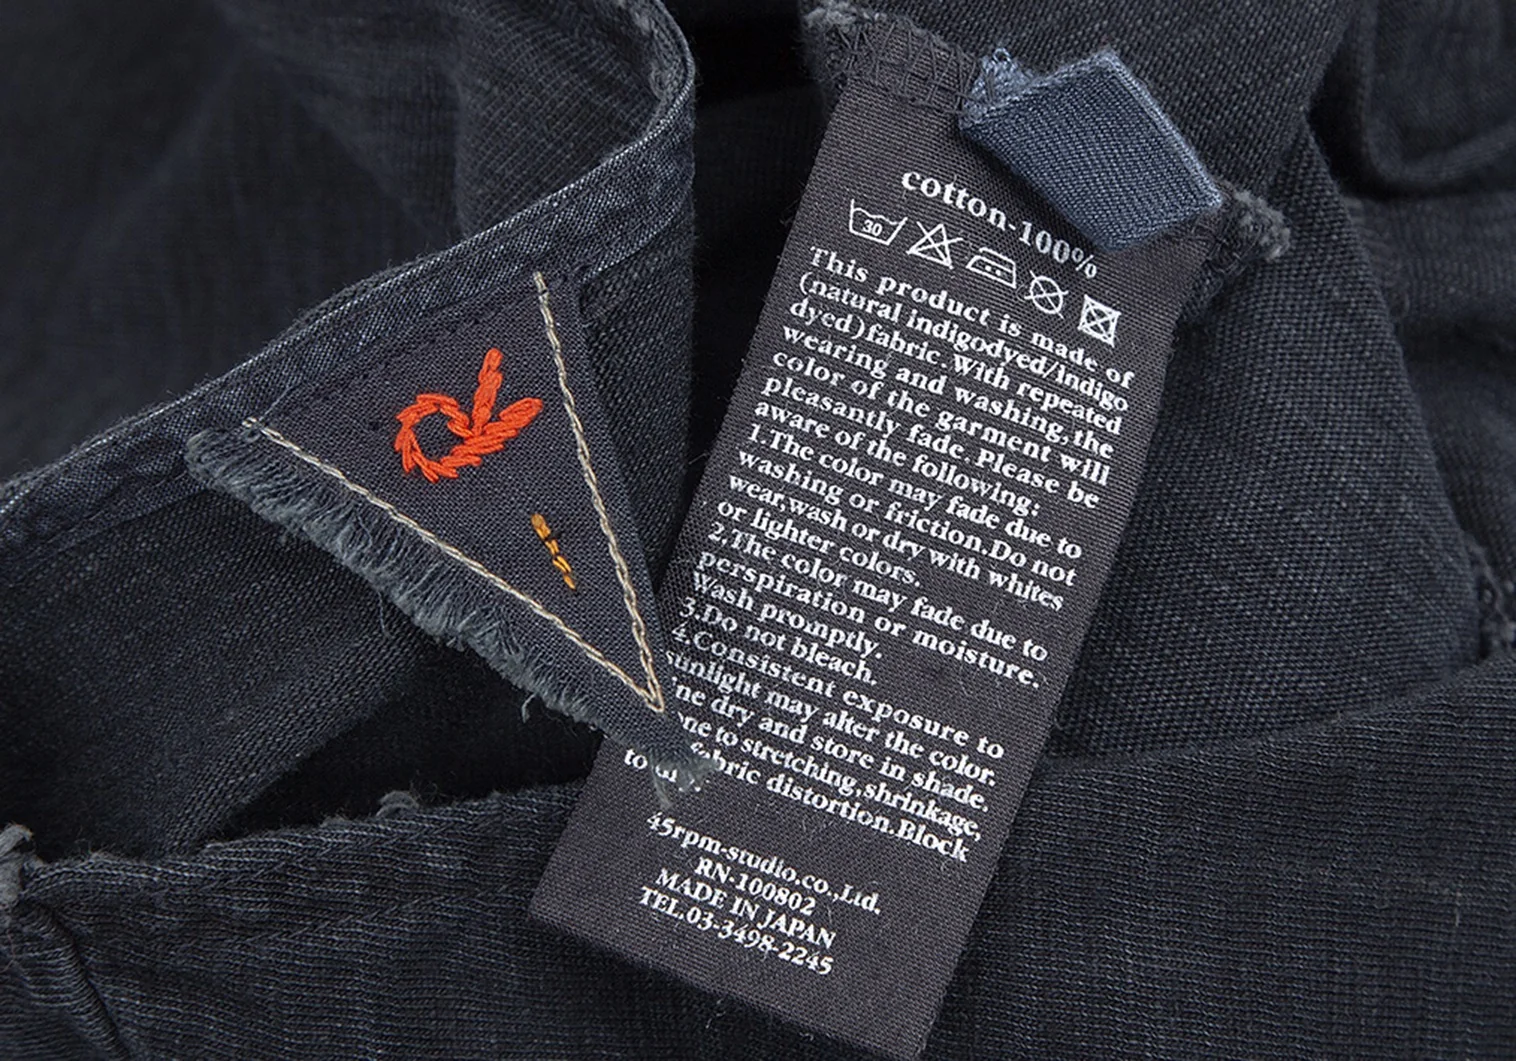 cotton-100%
30
This product is made of
(natural indigodyed/indigo
dyed)fabric.With repeated
wearing and washing,the
color of the garment will
pleasantly fade. Please be
aware of the following:
1.The color may fade due to
washing or friction.Do not
wear,wash or dry with whites
or lighter colors.
2.The color may fade due to
perspiration or moisture.
Wash promptly.
3.Do not bleach.
4.Consistent exposure to
sunlight may alter the color.
dry and store in shade.
to stretching,shrinkage,
distortion.Block
45rpm-studio.co.,Ltd.
RN-100802
MADE IN JAPAN
TEL.03-3498-2245